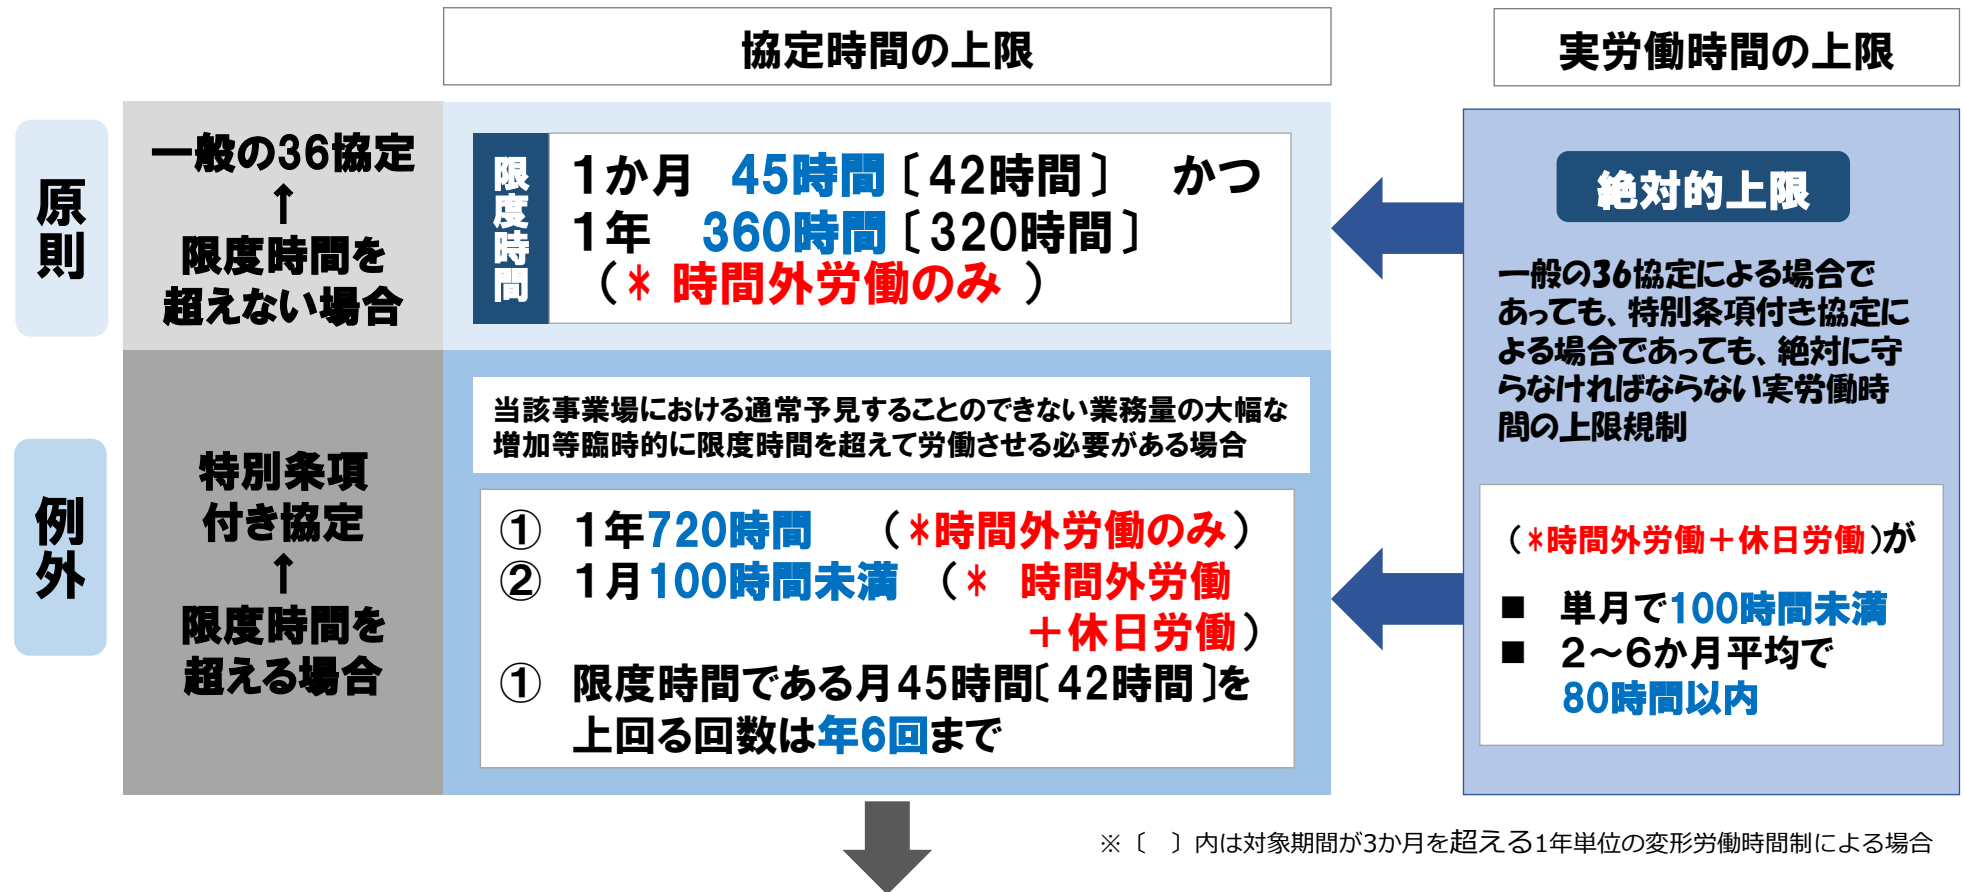 協定時間の上限
実労働時間の上限
原則
一般の36協定
↑
限度時間を
超えない場合
限度時間
1か月　45時間〔42時間〕　かつ
1年　360時間〔320時間〕
（* 時間外労働のみ ）
例外
特別条項
付き協定
↑
限度時間を
超える場合
当該事業場における通常予見することのできない業務量の大幅な
増加等臨時的に限度時間を超えて労働させる必要がある場合
①　1年720時間　（*時間外労働のみ）
②　1月100時間未満　（*　時間外労働
＋休日労働）
①　限度時間である月45時間〔42時間〕を
上回る回数は年6回まで
絶対的上限
一般の36協定による場合で
あっても、特別条項付き協定に
よる場合であっても、絶対に守
らなければならない実労働時
間の上限規制
（*時間外労働＋休日労働）が
■　単月で100時間未満
■　2～6か月平均で
80時間以内
※〔　〕内は対象期間が3か月を超える1年単位の変形労働時間制による場合